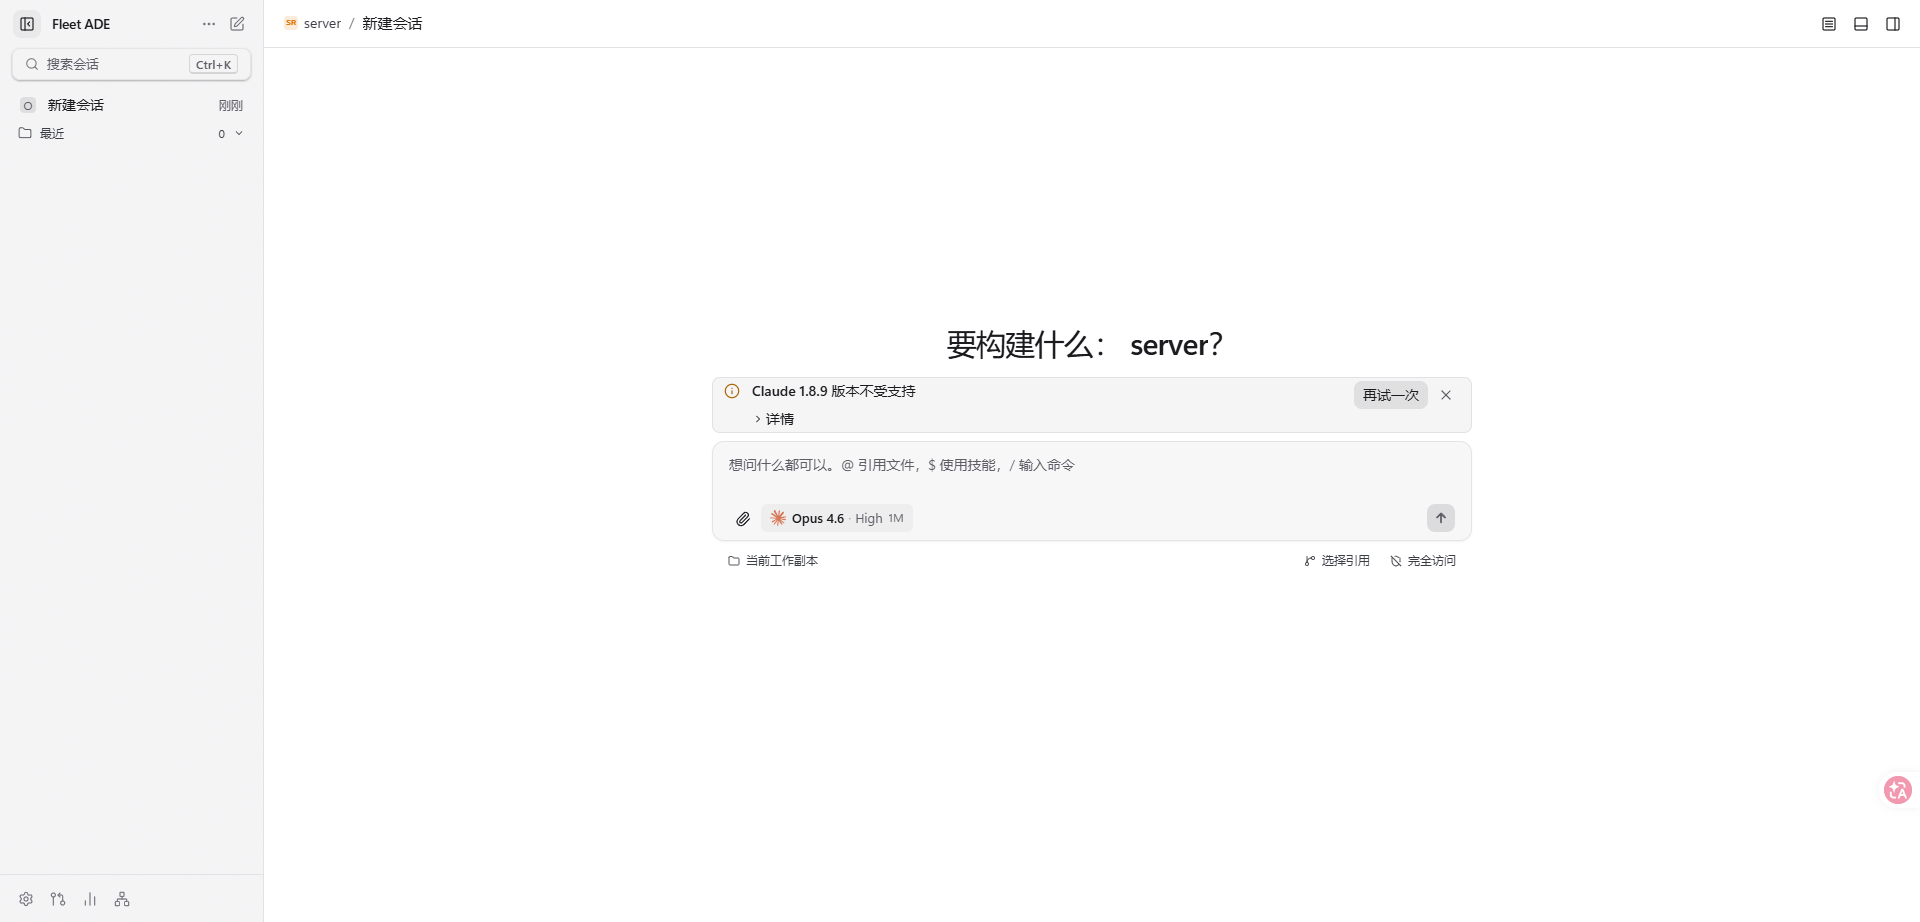 Fleet ADE
搜索会话 Ctrl+K
新建会话 刚刚
最近 0
SR server / 新建会话
要构建什么： server?
Claude 1.8.9 版本不受支持
再试一次
详情
想问什么都可以。@ 引用文件，$ 使用技能，/ 输入命令
Opus 4.6 · High 1M
当前工作副本
选择引用
完全访问